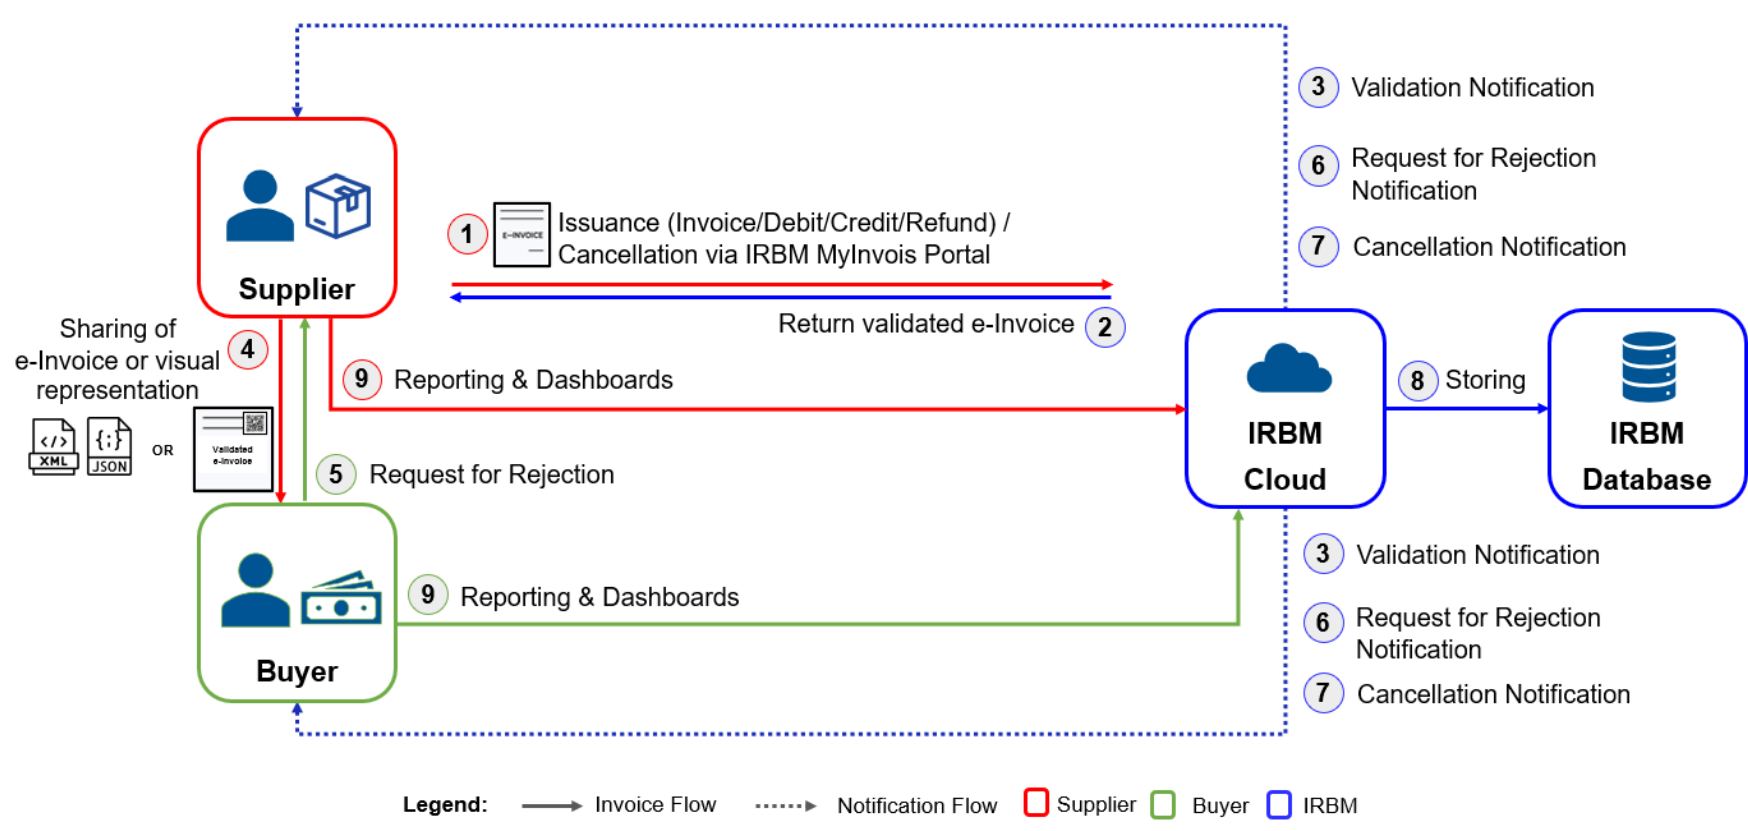 3 Validation Notification
6 Request for Rejection
Notification
7 Cancellation Notification
1 E-INVOICE Issuance (Invoice/Debit/Credit/Refund) /
Cancellation via IRBM MyInvois Portal
Supplier
Return validated e-Invoice 2
Sharing of
e-Invoice or visual
representation
4
9 Reporting & Dashboards
8 Storing
</>
XML
{;}
JSON
OR
Validated
e-Invoice
IRBM
Cloud
IRBM
Database
5 Request for Rejection
3 Validation Notification
9 Reporting & Dashboards
6 Request for Rejection
Notification
Buyer
7 Cancellation Notification
Legend: Invoice Flow Notification Flow Supplier Buyer IRBM